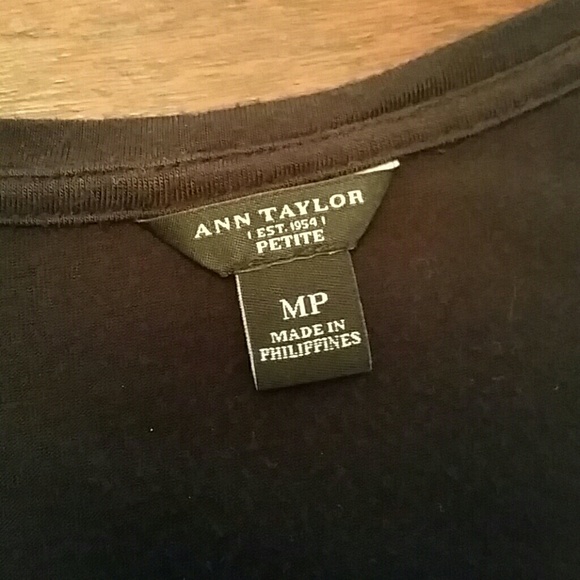 ANN TAYLOR
EST. 1954
PETITE
MP
MADE IN
PHILIPPINES